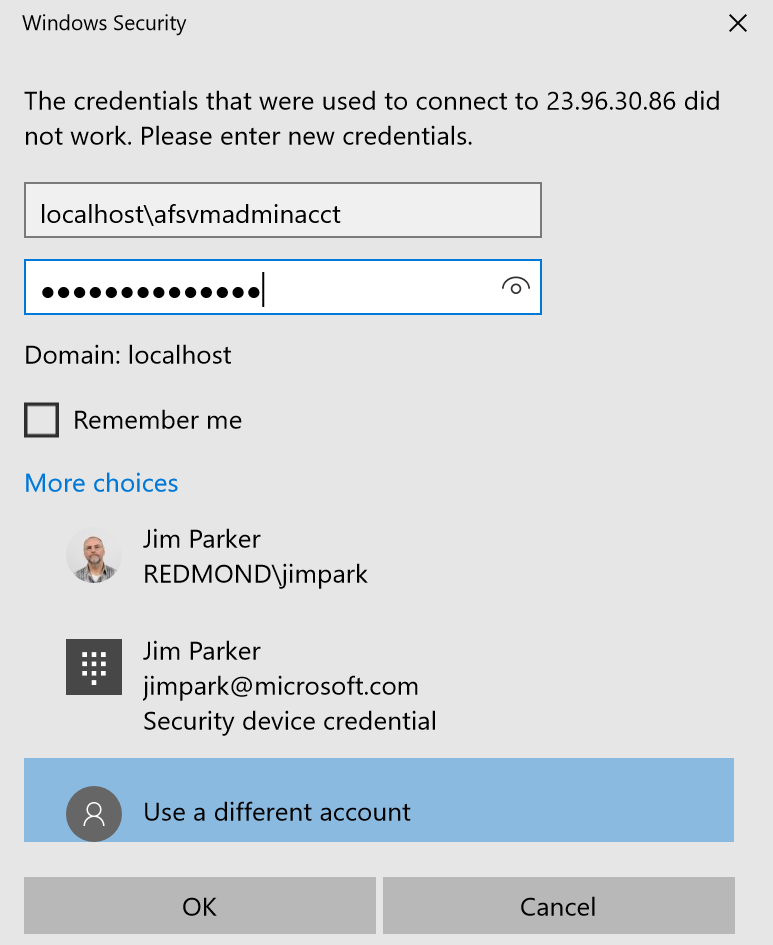 Windows Security
The credentials that were used to connect to 23.96.30.86 did
not work. Please enter new credentials.
localhost\afsvmadminacct
●●●●●●●●●●●●●●
Domain: localhost
Remember me
More choices
Jim Parker
REDMOND\jimpark
Jim Parker
jimpark@microsoft.com
Security device credential
Use a different account
OK
Cancel